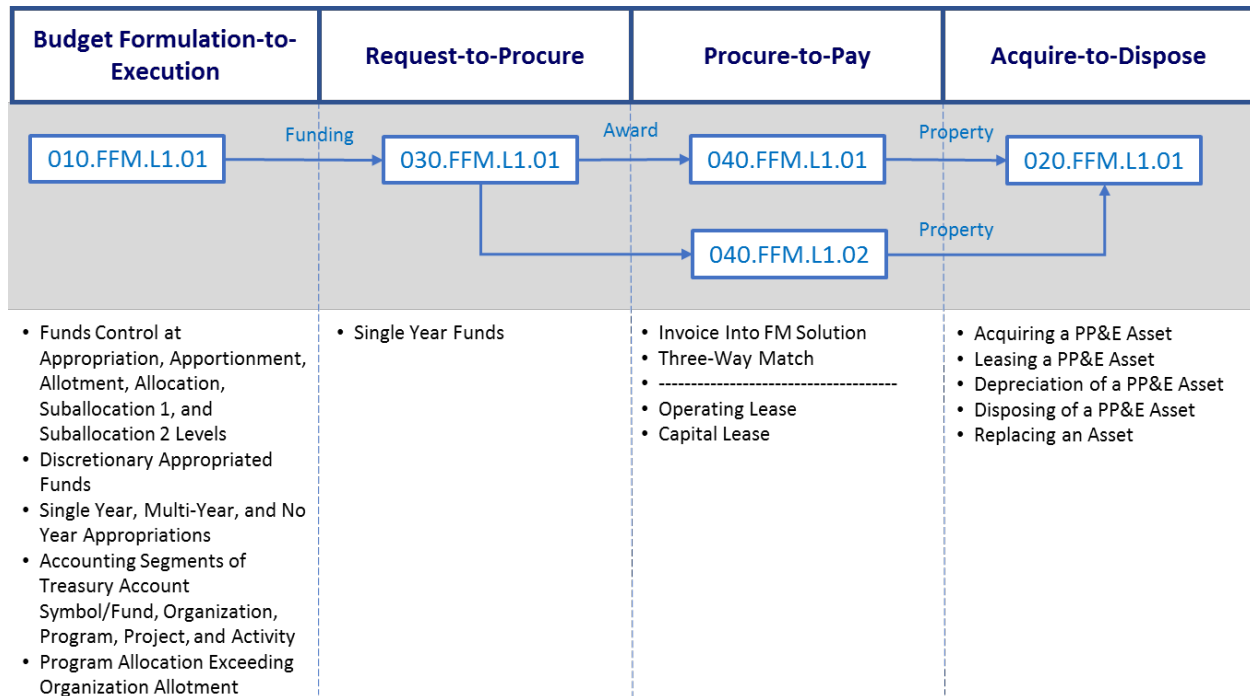 Budget Formulation-to-
Execution
Request-to-Procure
Procure-to-Pay
Acquire-to-Dispose
010.FFM.L1.01
Funding
030.FFM.L1.01
Award
040.FFM.L1.01
Property
020.FFM.L1.01
040.FFM.L1.02
Property
• Funds Control at
Appropriation, Apportionment,
Allotment, Allocation,
Suballocation 1, and
Suballocation 2 Levels
• Discretionary Appropriated
Funds
• Single Year, Multi-Year, and No
Year Appropriations
• Accounting Segments of
Treasury Account
Symbol/Fund, Organization,
Program, Project, and Activity
• Program Allocation Exceeding
Organization Allotment
• Single Year Funds
• Invoice Into FM Solution
• Three-Way Match
• -------------------------------------
• Operating Lease
• Capital Lease
• Acquiring a PP&E Asset
• Leasing a PP&E Asset
• Depreciation of a PP&E Asset
• Disposing of a PP&E Asset
• Replacing an Asset